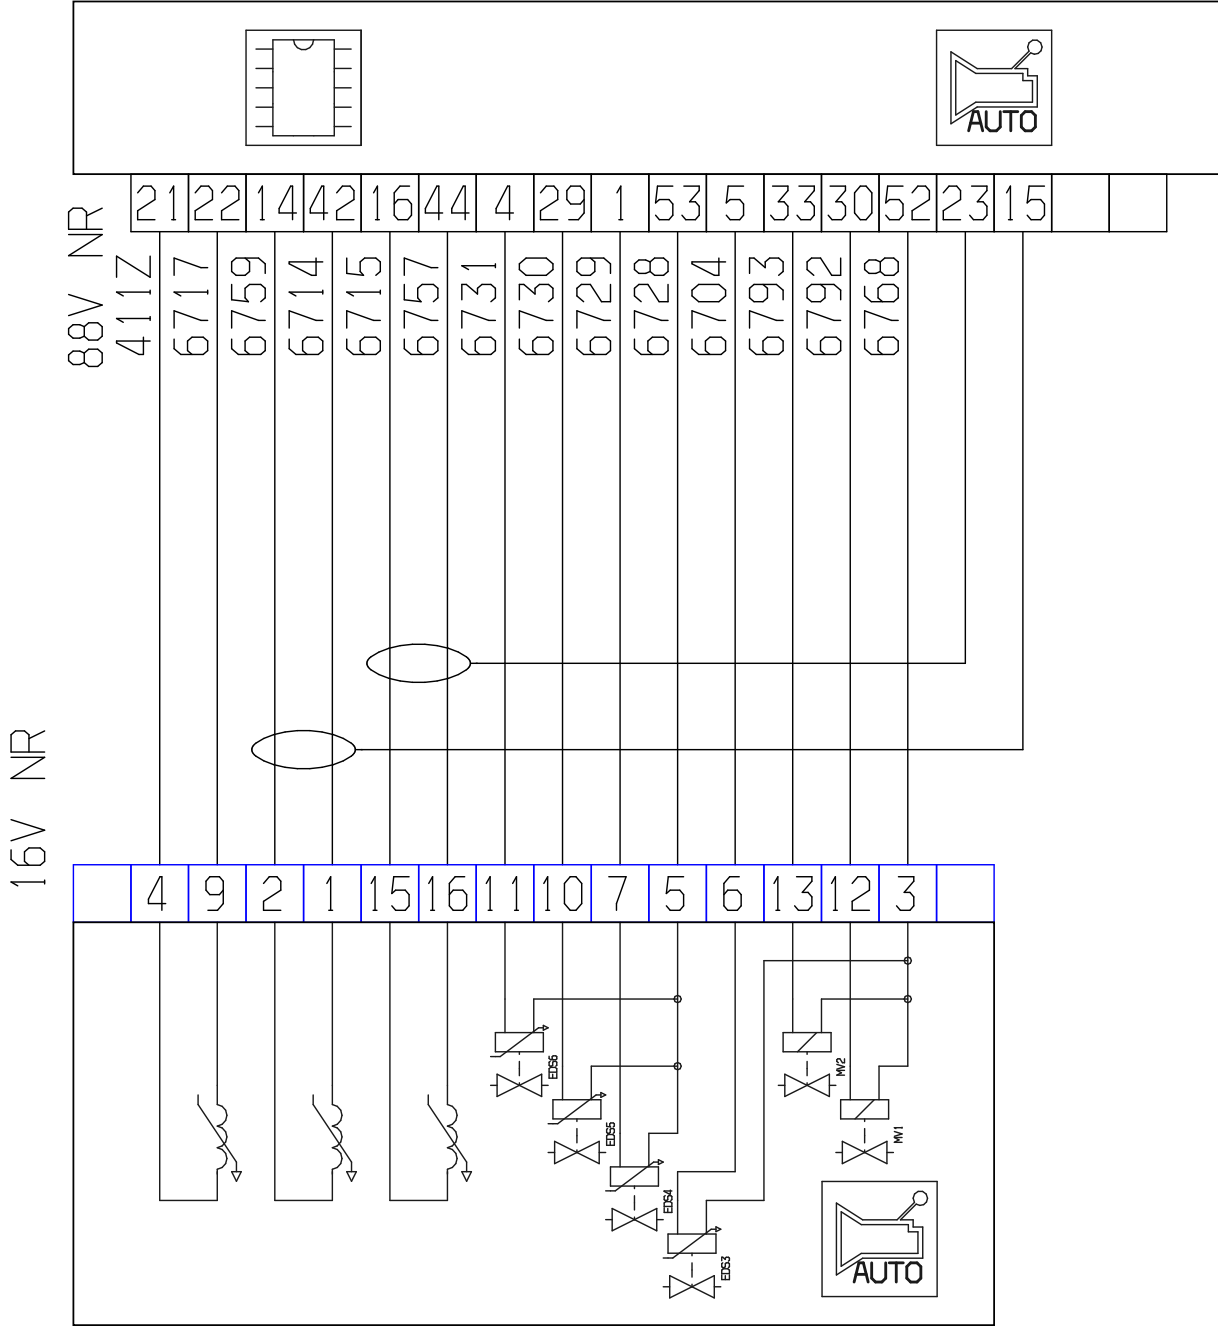 AUTO
21 22 14 42 16 44 4 29 1 53 5 33 30 52 23 15
88V NR
411Z 6717 6759 6714 6715 6757 6731 6730 6729 6728 6704 6793 6792 6768
16V NR
4 9 2 1 15 16 11 10 7 5 6 13 12 3
EDS6
MV2
EDS5
MV1
EDS4
EDS3
AUTO